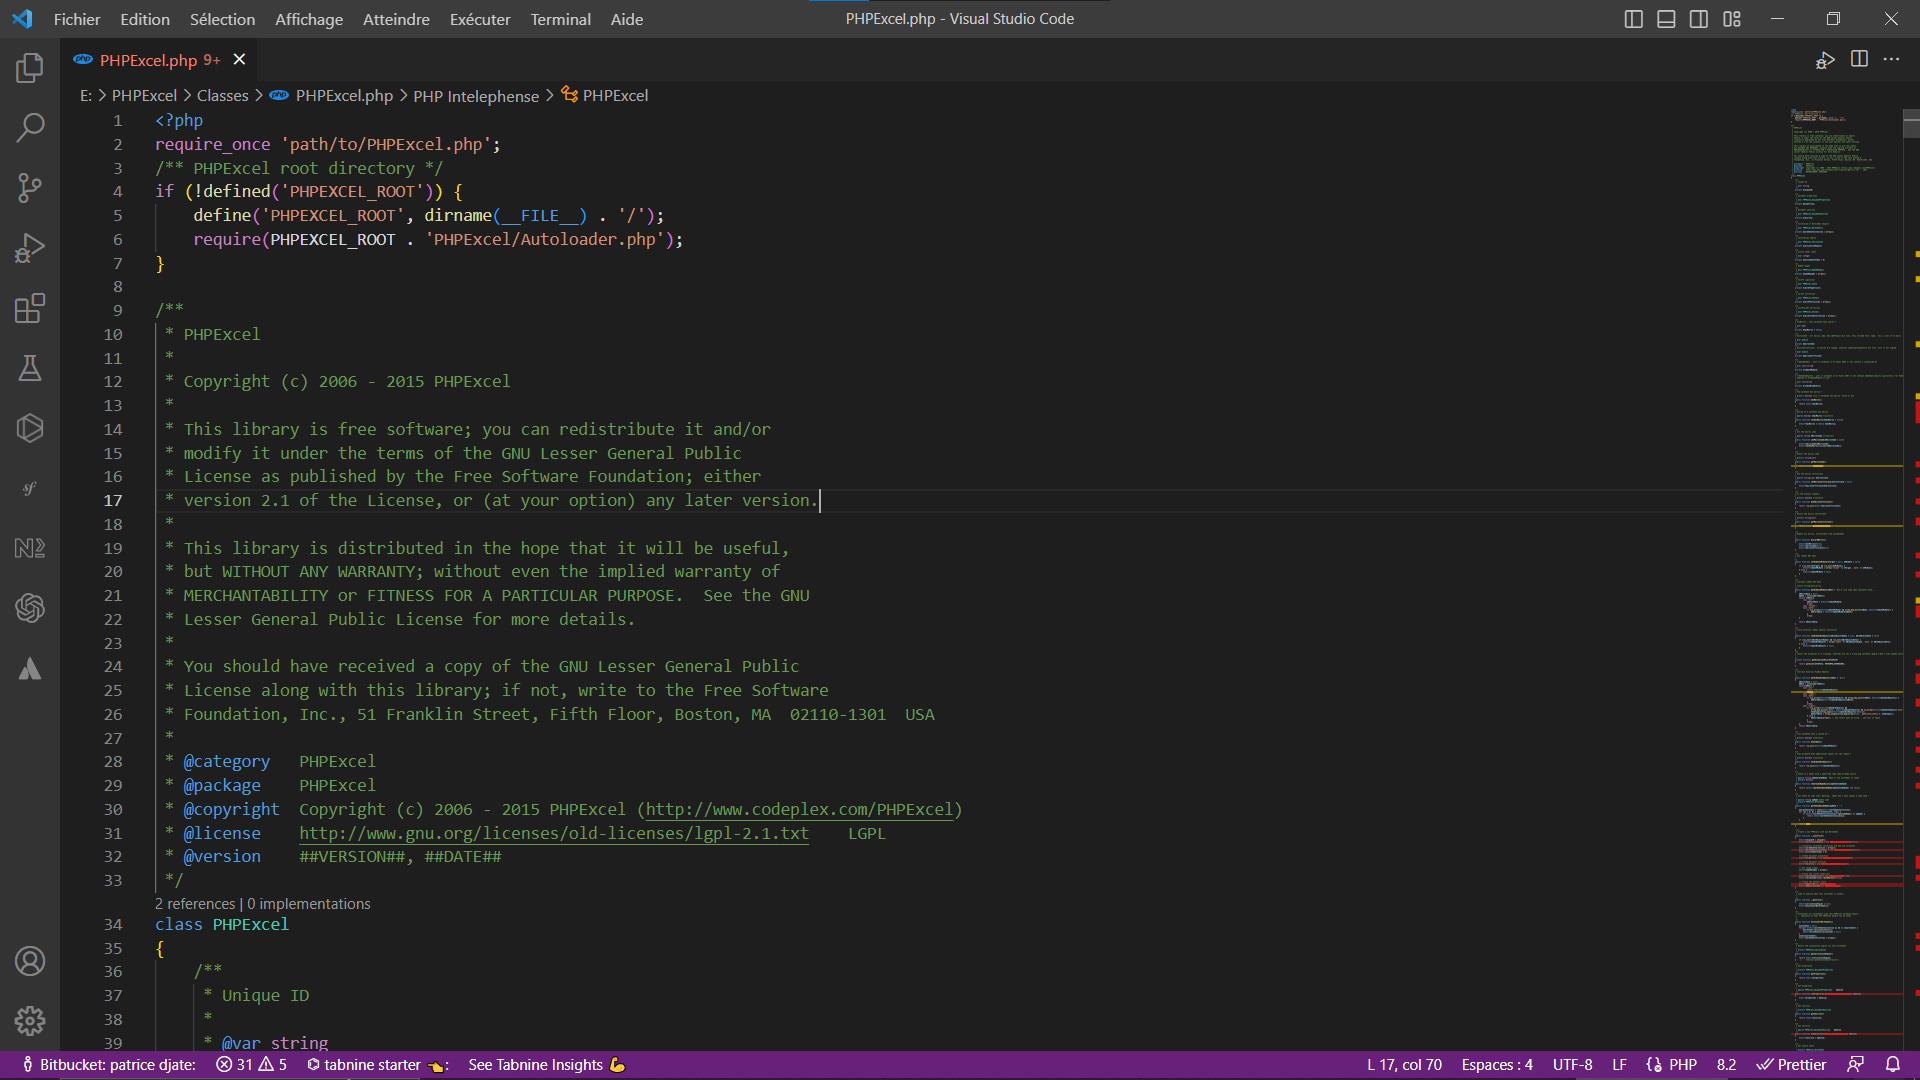 Fichier Edition Sélection Affichage Atteindre Exécuter Terminal Aide
PHPExcel.php - Visual Studio Code
php PHPExcel.php 9+
E: > PHPExcel > Classes > php PHPExcel.php > PHP Intelephense > PHPExcel
1 <?php
2 require_once 'path/to/PHPExcel.php';
3 /** PHPExcel root directory */
4 if (!defined('PHPEXCEL_ROOT')) {
5     define('PHPEXCEL_ROOT', dirname(__FILE__) . '/');
6     require(PHPEXCEL_ROOT . 'PHPExcel/Autoloader.php');
7 }
8
9 /**
10  * PHPExcel
11  *
12  * Copyright (c) 2006 - 2015 PHPExcel
13  *
14  * This library is free software; you can redistribute it and/or
15  * modify it under the terms of the GNU Lesser General Public
16  * License as published by the Free Software Foundation; either
17  * version 2.1 of the License, or (at your option) any later version.
18  *
19  * This library is distributed in the hope that it will be useful,
20  * but WITHOUT ANY WARRANTY; without even the implied warranty of
21  * MERCHANTABILITY or FITNESS FOR A PARTICULAR PURPOSE.  See the GNU
22  * Lesser General Public License for more details.
23  *
24  * You should have received a copy of the GNU Lesser General Public
25  * License along with this library; if not, write to the Free Software
26  * Foundation, Inc., 51 Franklin Street, Fifth Floor, Boston, MA  02110-1301  USA
27  *
28  * @category   PHPExcel
29  * @package    PHPExcel
30  * @copyright  Copyright (c) 2006 - 2015 PHPExcel (http://www.codeplex.com/PHPExcel)
31  * @license    http://www.gnu.org/licenses/old-licenses/lgpl-2.1.txt    LGPL
32  * @version    ##VERSION##, ##DATE##
33  */
2 references | 0 implementations
34 class PHPExcel
35 {
36     /**
37      * Unique ID
38      *
39      * @var string
Bitbucket: patrice djate: 31 5 tabnine starter 👈: See Tabnine Insights 💪 L 17, col 70 Espaces : 4 UTF-8 LF PHP 8.2 Prettier